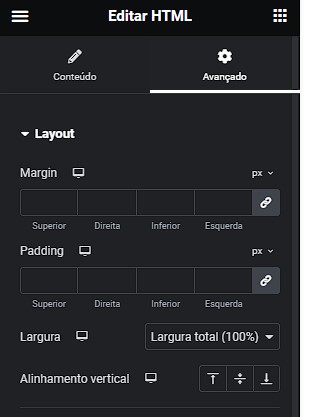 Editar HTML
Conteúdo Avançado
Layout
Margin px
Superior Direita Inferior Esquerda
Padding px
Superior Direita Inferior Esquerda
Largura Largura total (100%)
Alinhamento vertical